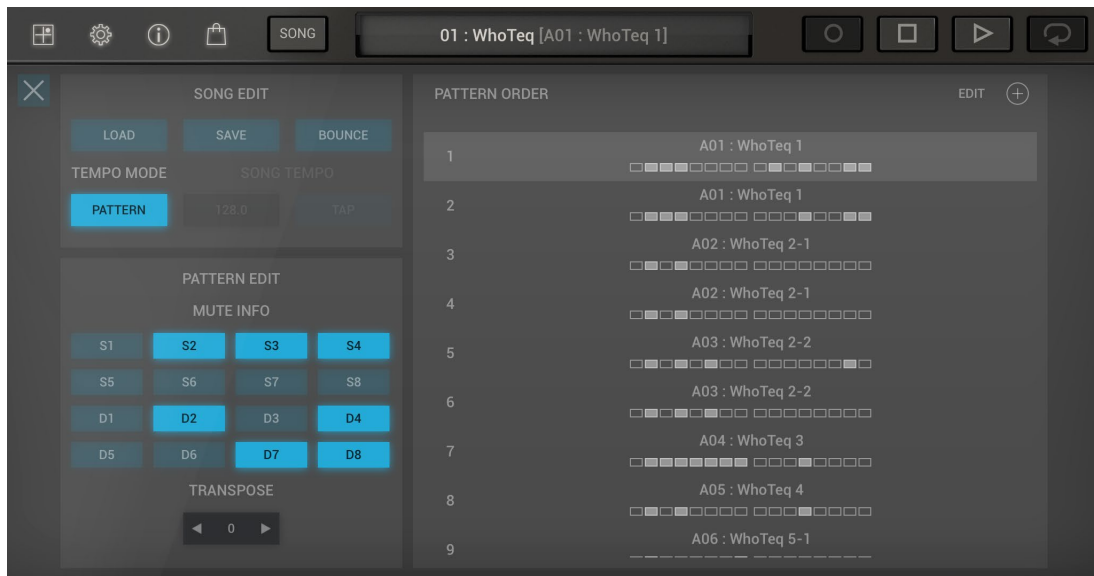 SONG 01 : WhoTeq [A01 : WhoTeq 1]
SONG EDIT
LOAD SAVE BOUNCE
TEMPO MODE SONG TEMPO
PATTERN 128.0 TAP
PATTERN EDIT
MUTE INFO
S1 S2 S3 S4
S5 S6 S7 S8
D1 D2 D3 D4
D5 D6 D7 D8
TRANSPOSE
0
PATTERN ORDER EDIT
1 A01 : WhoTeq 1
2 A01 : WhoTeq 1
3 A02 : WhoTeq 2-1
4 A02 : WhoTeq 2-1
5 A03 : WhoTeq 2-2
6 A03 : WhoTeq 2-2
7 A04 : WhoTeq 3
8 A05 : WhoTeq 4
9 A06 : WhoTeq 5-1